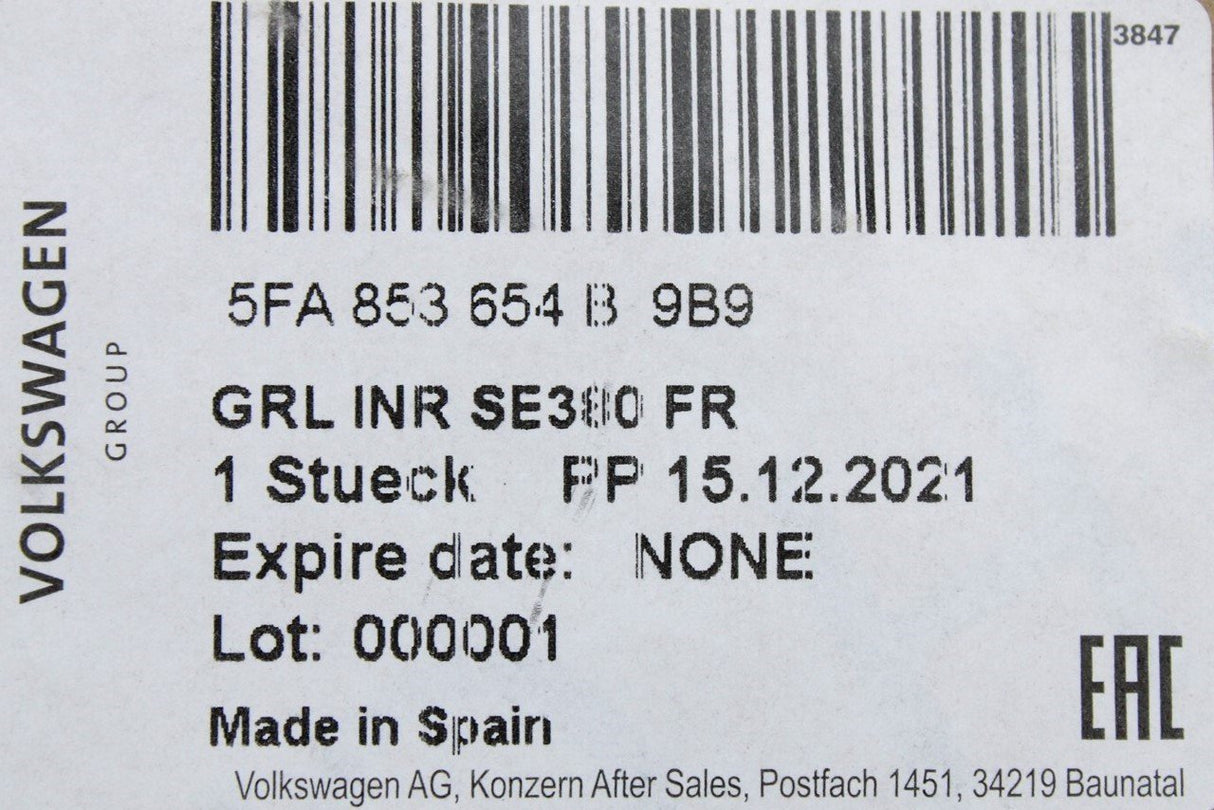 3847
VOLKSWAGEN
GROUP
5FA 853 654 B 9B9
GRL INR SE380 FR
1 Stueck PP 15.12.2021
Expire date: NONE
Lot: 000001
Made in Spain
EAC
Volkswagen AG, Konzern After Sales, Postfach 1451, 34219 Baunatal